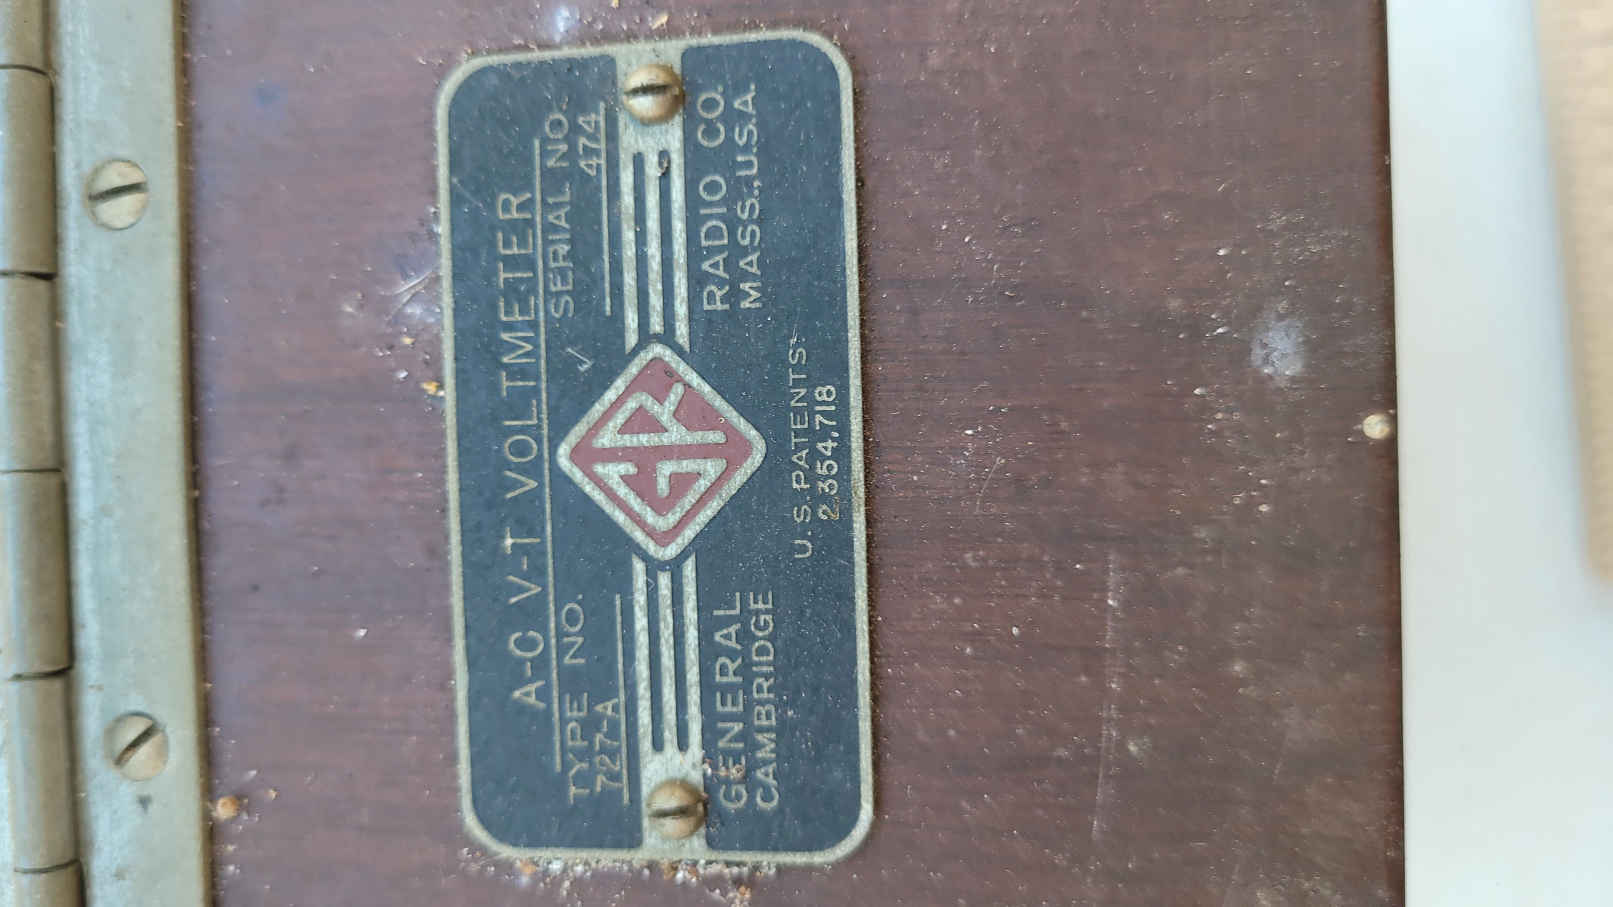 A-C V-T VOLTMETER
TYPE NO. SERIAL NO.
727-A 474
GR
GENERAL RADIO CO.
CAMBRIDGE MASS., U.S.A.
U.S. PATENTS
2,354,718